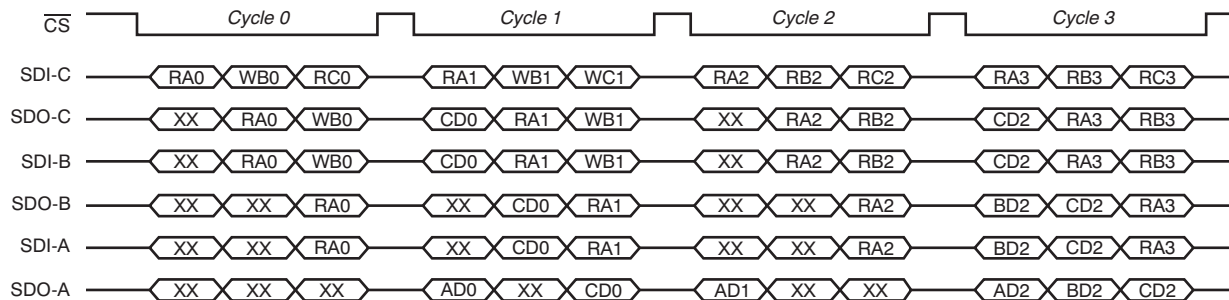 CS Cycle 0 Cycle 1 Cycle 2 Cycle 3
SDI-C RA0 WB0 RC0 RA1 WB1 WC1 RA2 RB2 RC2 RA3 RB3 RC3
SDO-C XX RA0 WB0 CD0 RA1 WB1 XX RA2 RB2 CD2 RA3 RB3
SDI-B XX RA0 WB0 CD0 RA1 WB1 XX RA2 RB2 CD2 RA3 RB3
SDO-B XX XX RA0 XX CD0 RA1 XX XX RA2 BD2 CD2 RA3
SDI-A XX XX RA0 XX CD0 RA1 XX XX RA2 BD2 CD2 RA3
SDO-A XX XX XX AD0 XX CD0 AD1 XX XX AD2 BD2 CD2